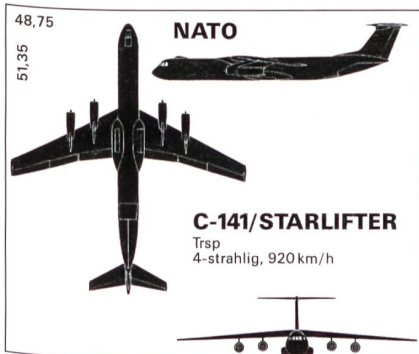 48,75
51,35
NATO
C-141/STARLIFTER
Trsp
4-strahlig, 920 km/h